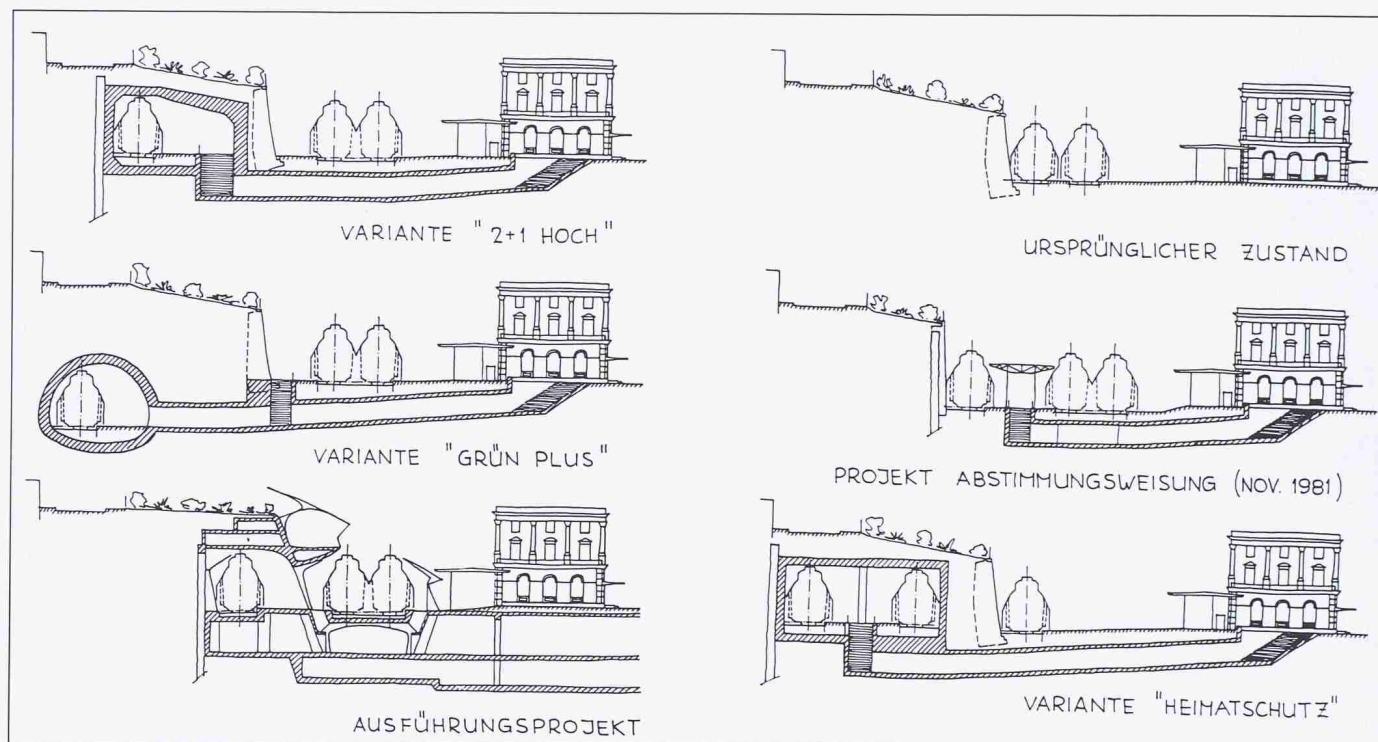 VARIANTE "2+1 HOCH"
URSPRÜNGLICHER ZUSTAND
VARIANTE "GRÜN PLUS"
PROJEKT ABSTIMMUNGSWEISUNG (NOV. 1981)
AUSFÜHRUNGSPROJEKT
VARIANTE "HEIMATSCHUTZ"